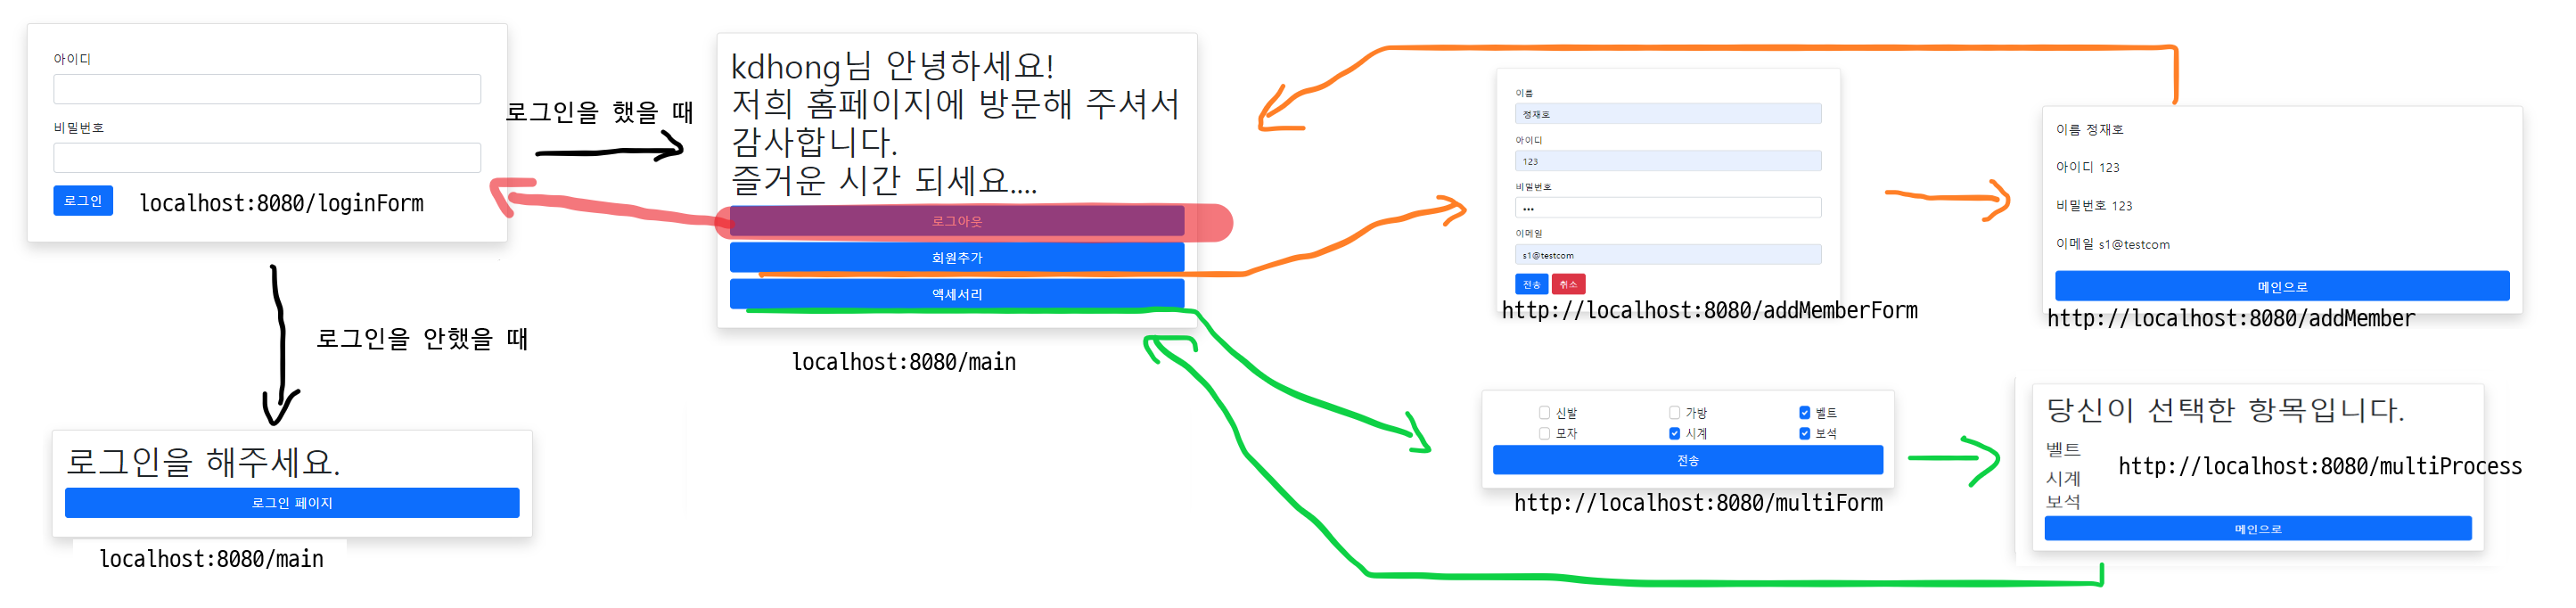 아이디
비밀번호
로그인
localhost:8080/loginForm
로그인을 했을 때
로그인을 안했을 때
로그인을 해주세요.
로그인 페이지
localhost:8080/main
kdhong님 안녕하세요!
저희 홈페이지에 방문해 주셔서
감사합니다.
즐거운 시간 되세요....
로그아웃
회원추가
액세서리
localhost:8080/main
이름
정재호
아이디
123
비밀번호
•••
이메일
s1@testcom
전송 취소
http://localhost:8080/addMemberForm
이름 정재호
아이디 123
비밀번호 123
이메일 s1@testcom
메인으로
http://localhost:8080/addMember
신발 가방 벨트
모자 시계 보석
전송
http://localhost:8080/multiForm
당신이 선택한 항목입니다.
벨트
시계
보석
http://localhost:8080/multiProcess
메인으로